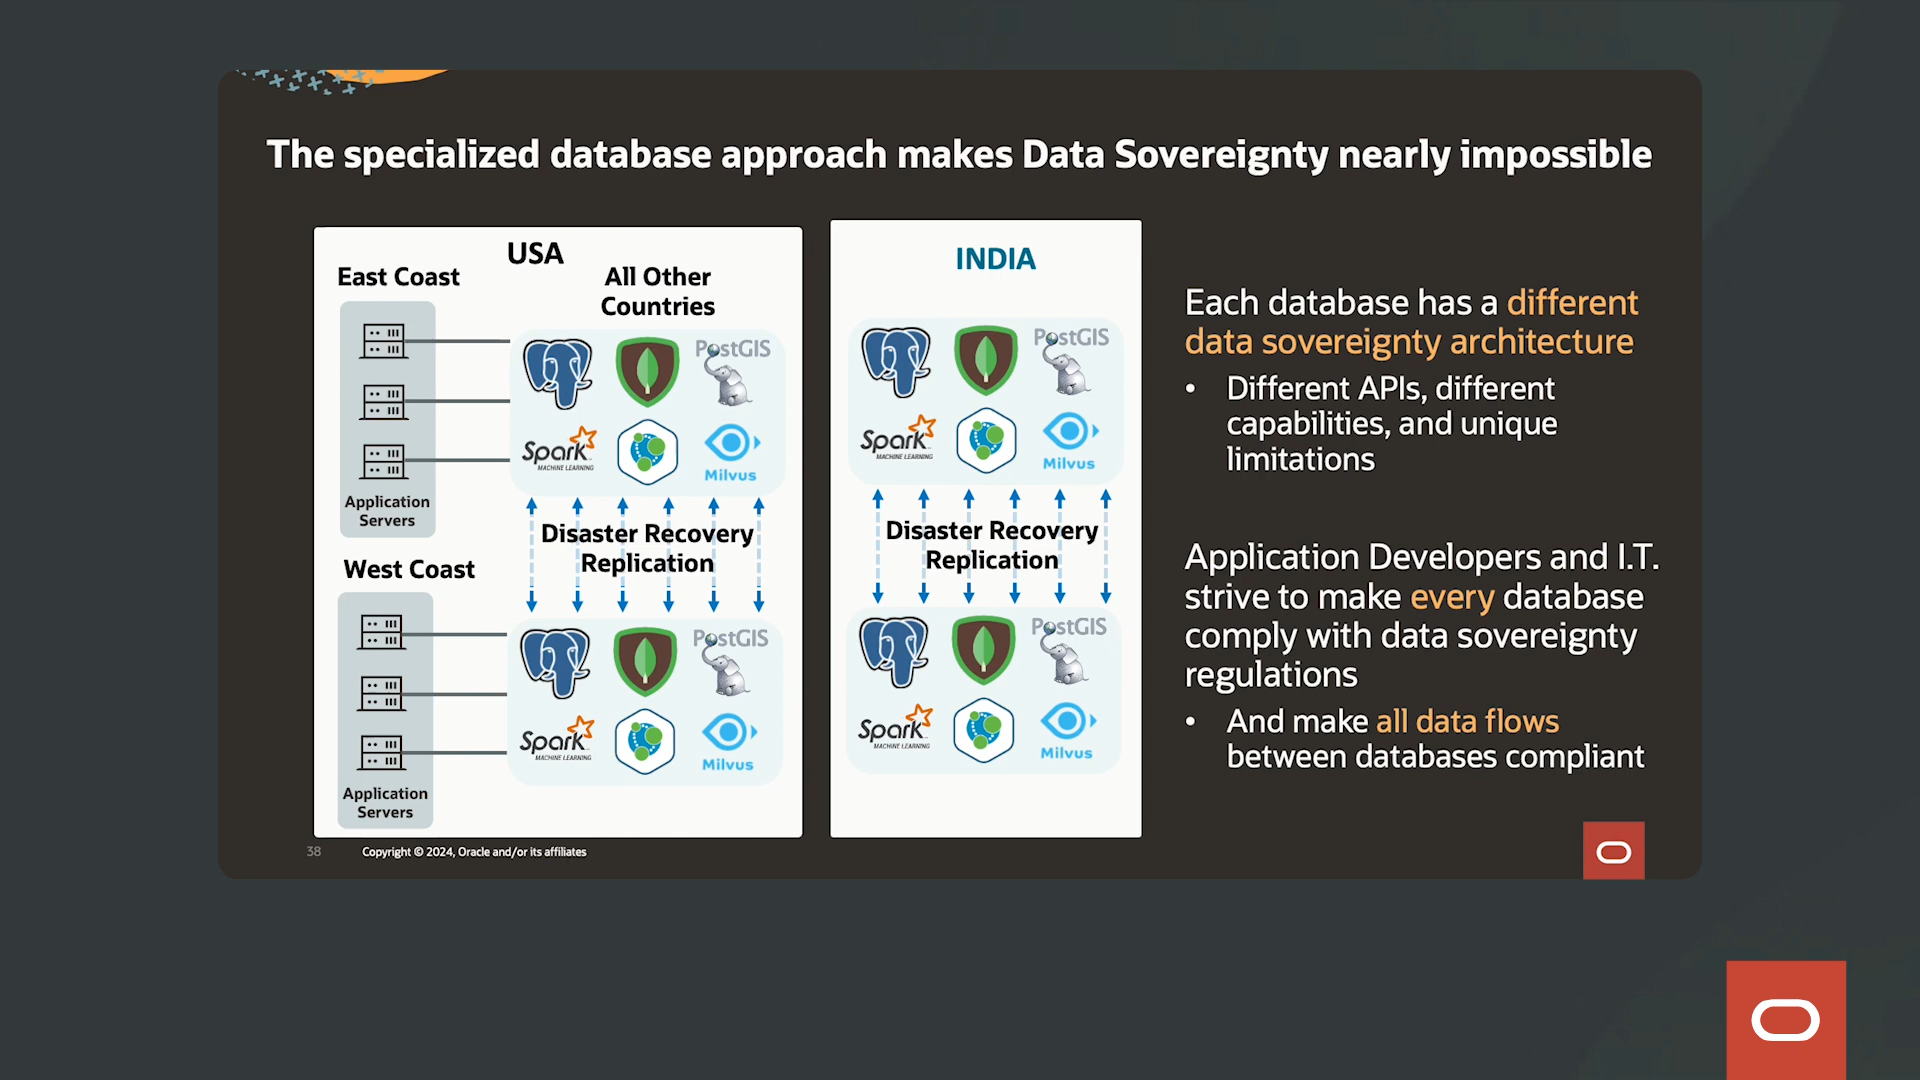 The specialized database approach makes Data Sovereignty nearly impossible
USA
East Coast
All Other
Countries
Application
Servers
PostGIS
Spark
MACHINE LEARNING
Milvus
Disaster Recovery
Replication
West Coast
Application
Servers
PostGIS
Spark
MACHINE LEARNING
Milvus
INDIA
PostGIS
Spark
MACHINE LEARNING
Milvus
Disaster Recovery
Replication
PostGIS
Spark
MACHINE LEARNING
Milvus
Each database has a different
data sovereignty architecture
• Different APIs, different
capabilities, and unique
limitations
Application Developers and I.T.
strive to make every database
comply with data sovereignty
regulations
• And make all data flows
between databases compliant
38
Copyright © 2024, Oracle and/or its affiliates